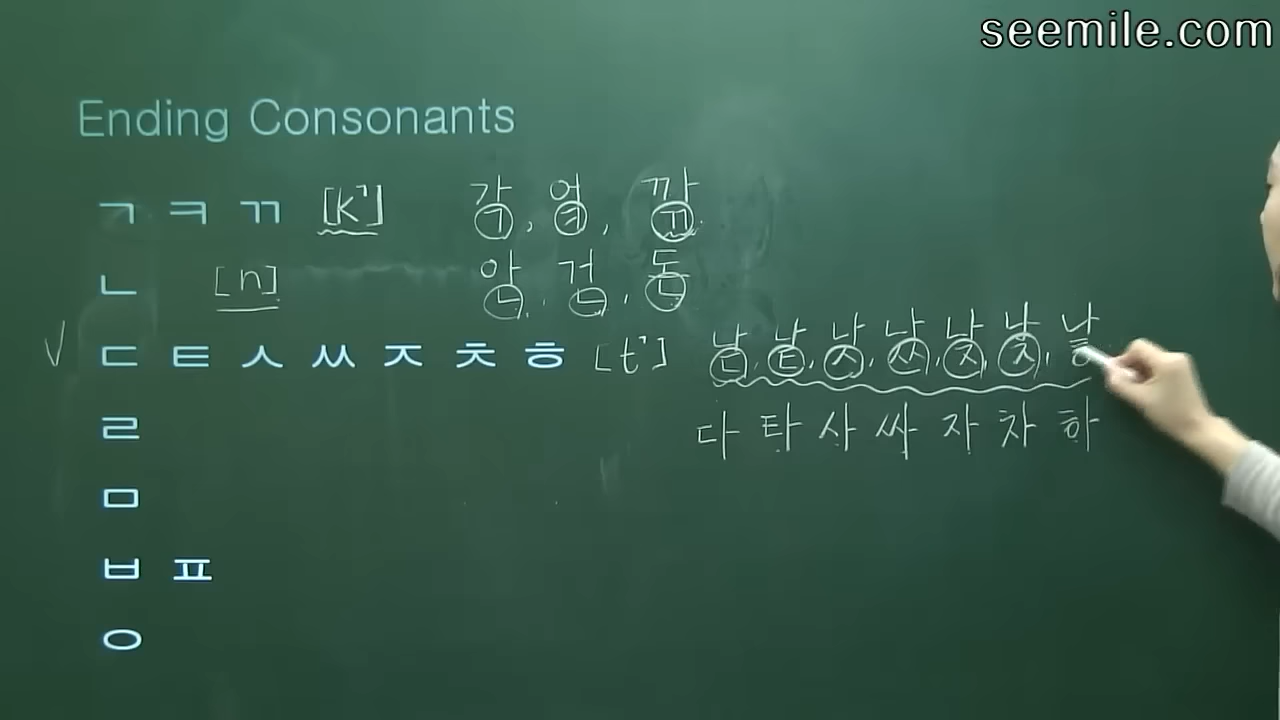 seemile.com
Ending Consonants
ㄱ ㅋ ㄲ [k̚] 각, 엌, 깎
ㄴ [n] 안, 건, 돈
√ ㄷ ㅌ ㅅ ㅆ ㅈ ㅊ ㅎ [t̚] 낟, 낱, 낫, 났, 낮, 낯, 낳
다 타 사 싸 자 차 하
ㄹ
ㅁ
ㅂ ㅍ
ㅇ